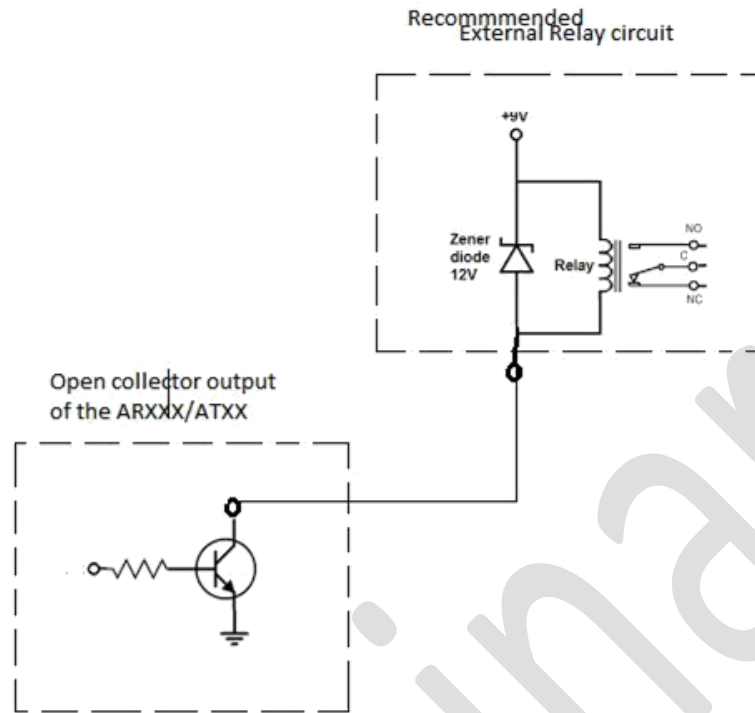 Recommmended
External Relay circuit
+9V
Zener
diode
12V
Relay
NO
C
NC
Open collector output
of the ARXXX/ATXX